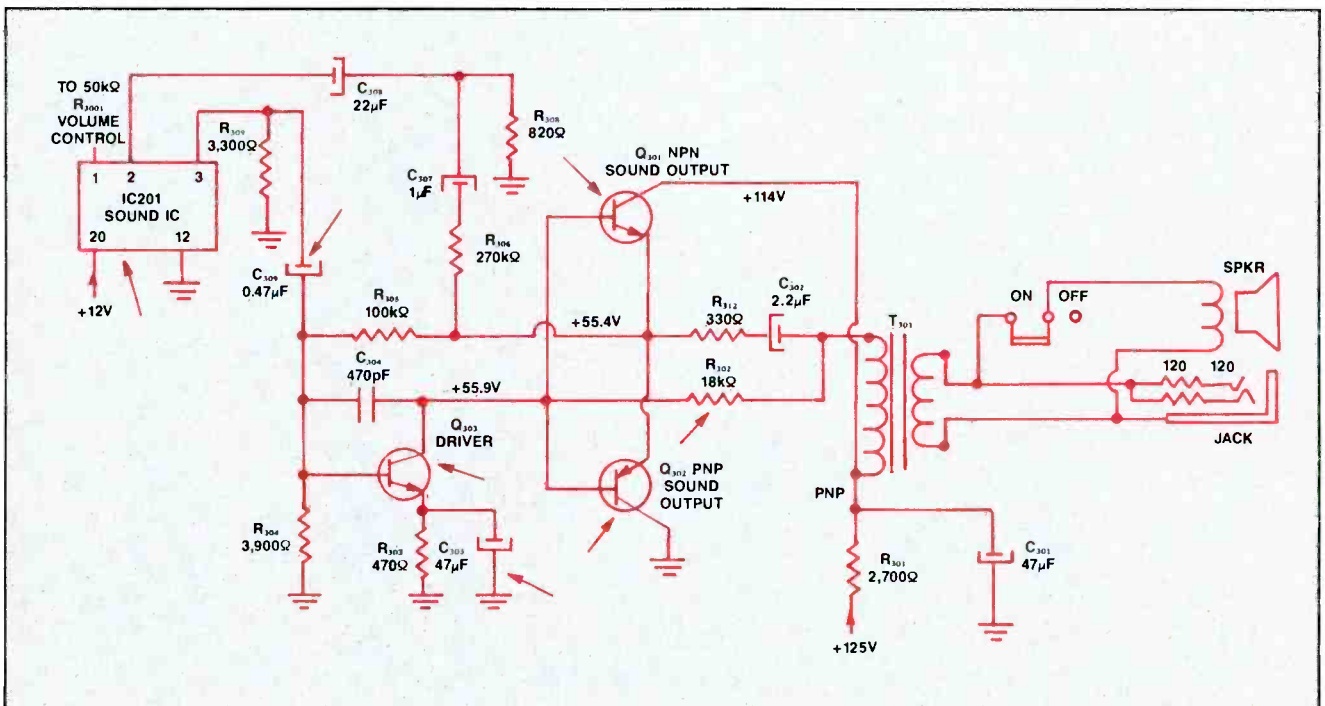 TO 50kΩ
R₃₀₀₁
VOLUME
CONTROL
1 2 3
IC201
SOUND IC
20 12
+12V
R₃₀₉
3,300Ω
C₃₀₈
22µF
R₃₀₈
820Ω
C₃₀₇
1µF
R₃₀₆
270kΩ
C₃₀₉
0.47µF
R₃₀₅
100kΩ
C₃₀₄
470pF
+55.4V
+55.9V
Q₃₀₁ NPN
SOUND OUTPUT
+114V
R₃₁₂
330Ω
C₃₀₂
2.2µF
R₃₀₂
18kΩ
Q₃₀₃
DRIVER
Q₃₀₂ PNP
SOUND
OUTPUT
R₃₀₄
3,900Ω
R₃₀₃
470Ω
C₃₀₃
47µF
T₃₀₁
PNP
R₃₀₁
2,700Ω
C₃₀₁
47µF
+125V
ON OFF
SPKR
120 120
JACK